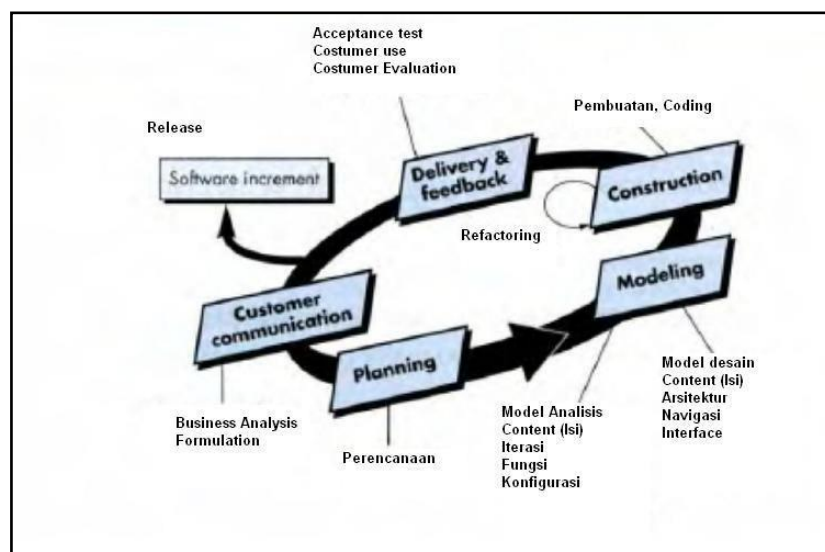 Acceptance test
Costumer use
Costumer Evaluation
Pembuatan, Coding
Release
Software increment
Delivery &
feedback
Construction
Refactoring
Modeling
Customer
communication
Planning
Model desain
Content (Isi)
Arsitektur
Navigasi
Interface
Business Analysis
Formulation
Perencanaan
Model Analisis
Content (Isi)
Iterasi
Fungsi
Konfigurasi